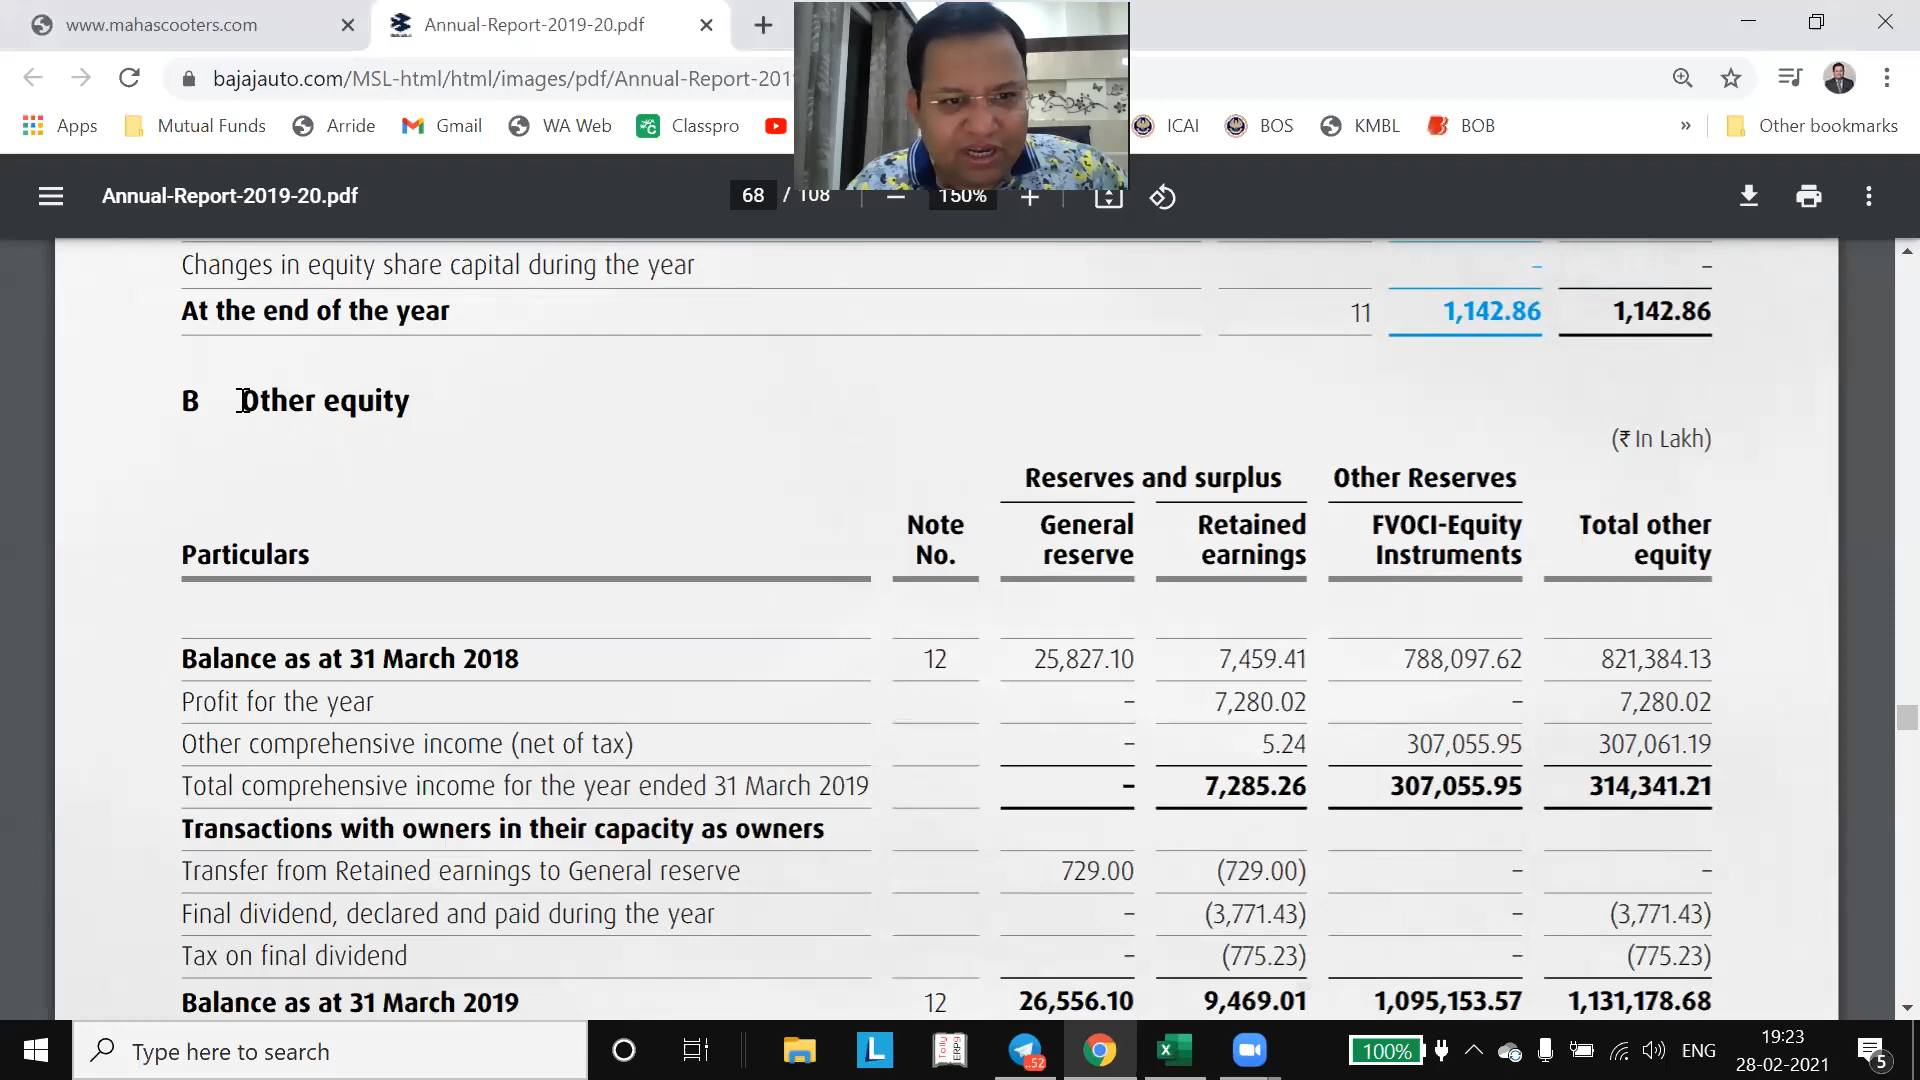 www.mahascooters.com
Annual-Report-2019-20.pdf
bajajauto.com/MSL-html/html/images/pdf/Annual-Report-201
Apps Mutual Funds Arride Gmail WA Web Classpro ICAI BOS KMBL BOB » Other bookmarks
Annual-Report-2019-20.pdf 68 / 108 150%
Changes in equity share capital during the year – –
At the end of the year 11 1,142.86 1,142.86
B Other equity
(₹ In Lakh)
Reserves and surplus Other Reserves
Note General Retained FVOCI-Equity Total other
Particulars No. reserve earnings Instruments equity
Balance as at 31 March 2018 12 25,827.10 7,459.41 788,097.62 821,384.13
Profit for the year – 7,280.02 – 7,280.02
Other comprehensive income (net of tax) – 5.24 307,055.95 307,061.19
Total comprehensive income for the year ended 31 March 2019 – 7,285.26 307,055.95 314,341.21
Transactions with owners in their capacity as owners
Transfer from Retained earnings to General reserve 729.00 (729.00) – –
Final dividend, declared and paid during the year – (3,771.43) – (3,771.43)
Tax on final dividend – (775.23) – (775.23)
Balance as at 31 March 2019 12 26,556.10 9,469.01 1,095,153.57 1,131,178.68
Type here to search L Tally ERP9 ..52 100% ENG 19:23
28-02-2021 5